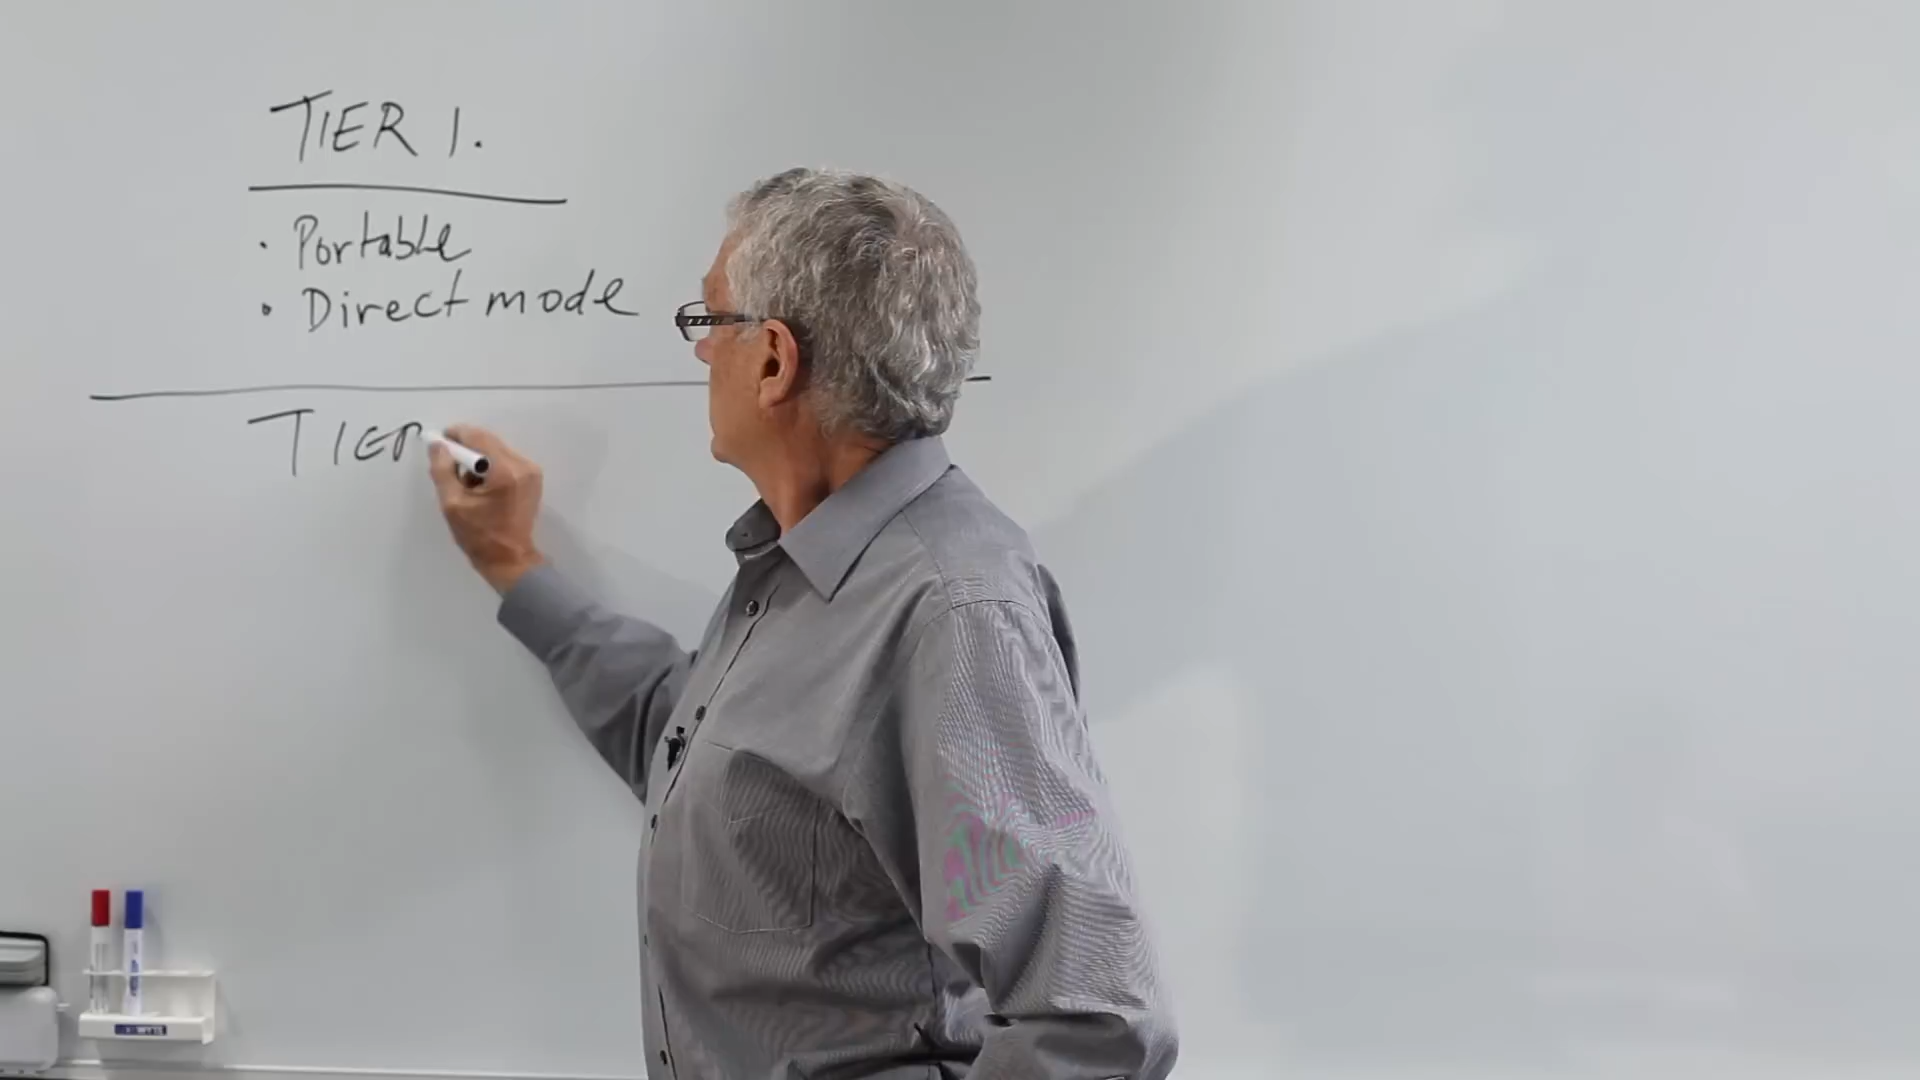 TIER 1.
• Portable
• Direct mode
TIER